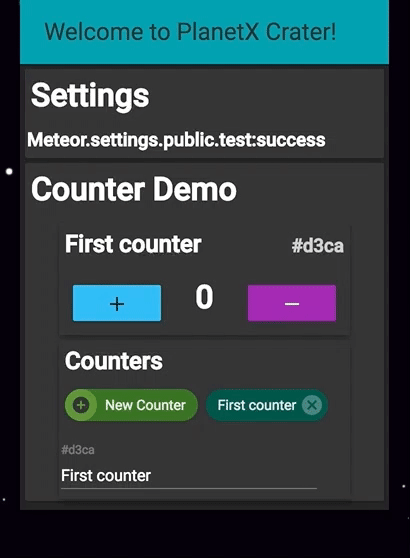 Welcome to PlanetX Crater!
Settings
Meteor.settings.public.test:success
Counter Demo
First counter #d3ca
+ 0 −
Counters
New Counter First counter
#d3ca
First counter